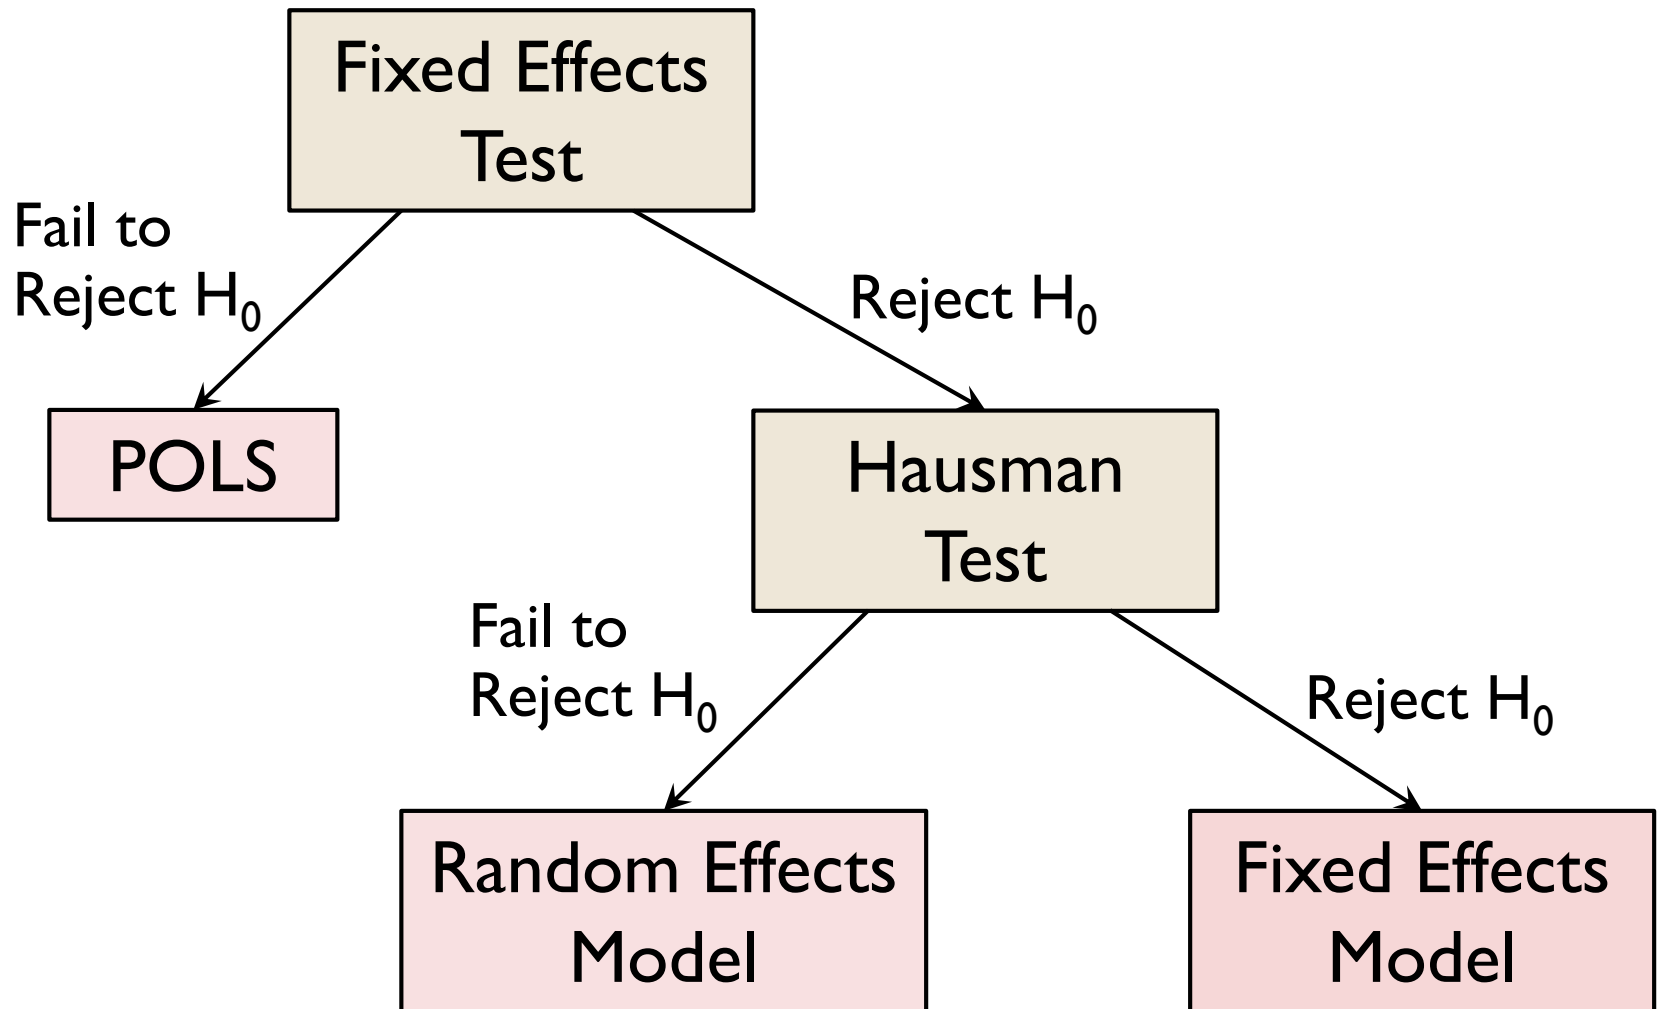 Fixed Effects
Test
Fail to
Reject H₀
Reject H₀
POLS
Hausman
Test
Fail to
Reject H₀
Reject H₀
Random Effects
Model
Fixed Effects
Model